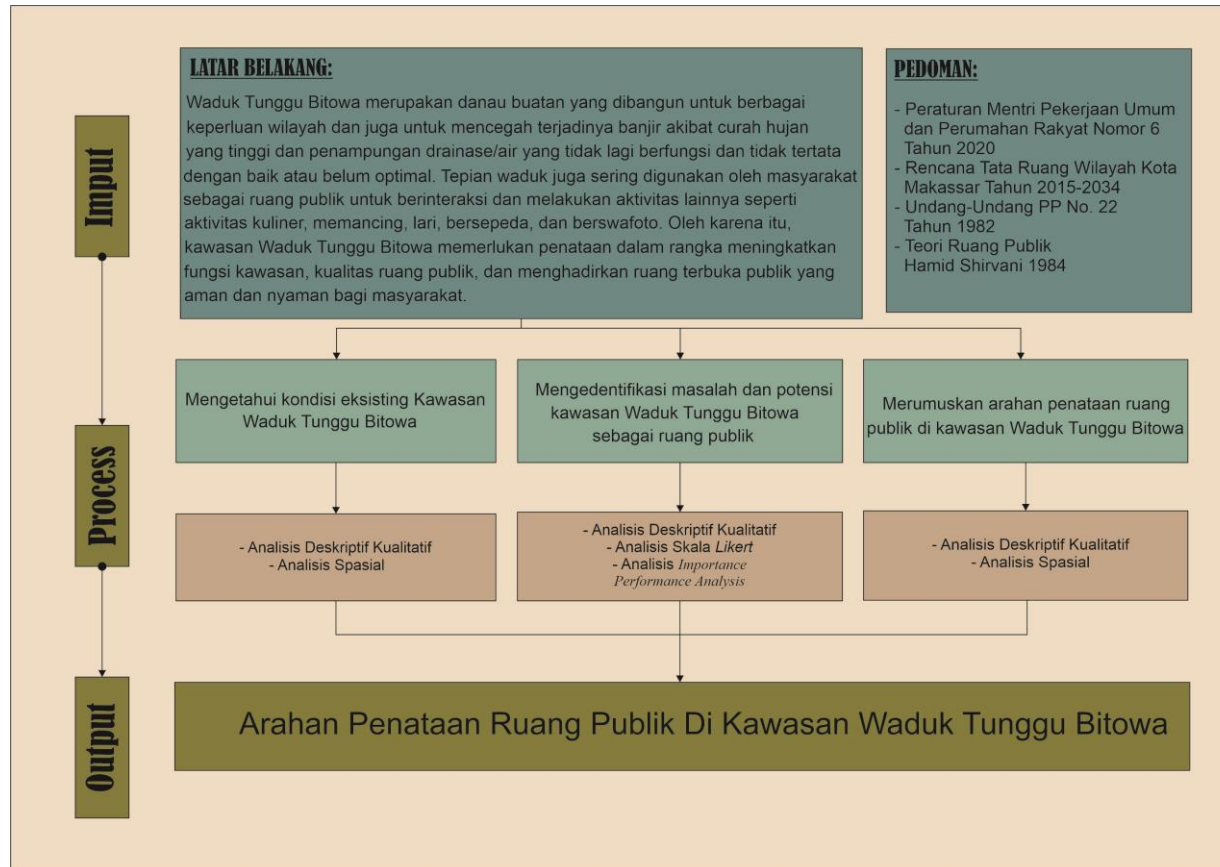 Imput
LATAR BELAKANG:
Waduk Tunggu Bitowa merupakan danau buatan yang dibangun untuk berbagai
keperluan wilayah dan juga untuk mencegah terjadinya banjir akibat curah hujan
yang tinggi dan penampungan drainase/air yang tidak lagi berfungsi dan tidak tertata
dengan baik atau belum optimal. Tepian waduk juga sering digunakan oleh masyarakat
sebagai ruang publik untuk berinteraksi dan melakukan aktivitas lainnya seperti
aktivitas kuliner, memancing, lari, bersepeda, dan berswafoto. Oleh karena itu,
kawasan Waduk Tunggu Bitowa memerlukan penataan dalam rangka meningkatkan
fungsi kawasan, kualitas ruang publik, dan menghadirkan ruang terbuka publik yang
aman dan nyaman bagi masyarakat.
PEDOMAN:
- Peraturan Mentri Pekerjaan Umum
dan Perumahan Rakyat Nomor 6
Tahun 2020
- Rencana Tata Ruang Wilayah Kota
Makassar Tahun 2015-2034
- Undang-Undang PP No. 22
Tahun 1982
- Teori Ruang Publik
Hamid Shirvani 1984
Process
Mengetahui kondisi eksisting Kawasan
Waduk Tunggu Bitowa
Mengedentifikasi masalah dan potensi
kawasan Waduk Tunggu Bitowa
sebagai ruang publik
Merumuskan arahan penataan ruang
publik di kawasan Waduk Tunggu Bitowa
- Analisis Deskriptif Kualitatif
- Analisis Spasial
- Analisis Deskriptif Kualitatif
- Analisis Skala Likert
- Analisis Importance
Performance Analysis
- Analisis Deskriptif Kualitatif
- Analisis Spasial
Output
Arahan Penataan Ruang Publik Di Kawasan Waduk Tunggu Bitowa